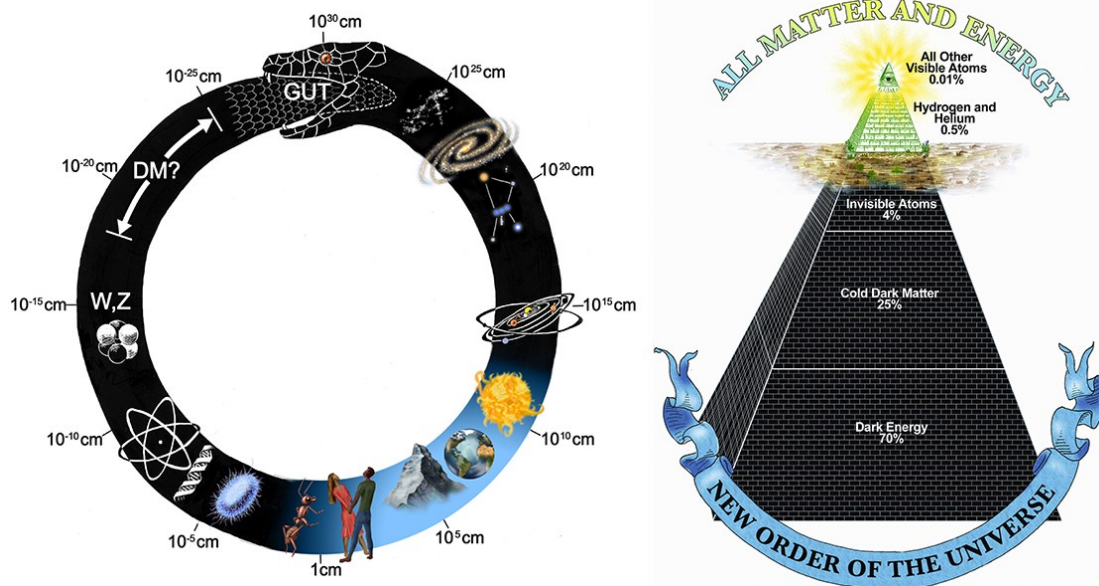 10³⁰cm
10⁻²⁵cm
GUT
10²⁵cm
10⁻²⁰cm
DM?
10²⁰cm
10⁻¹⁵cm
W,Z
10¹⁵cm
10⁻¹⁰cm
10¹⁰cm
10⁻⁵cm
10⁵cm
1cm
ALL MATTER AND ENERGY
All Other
Visible Atoms
0.01%
Hydrogen and
Helium
0.5%
Invisible Atoms
4%
Cold Dark Matter
25%
Dark Energy
70%
NEW ORDER OF THE UNIVERSE